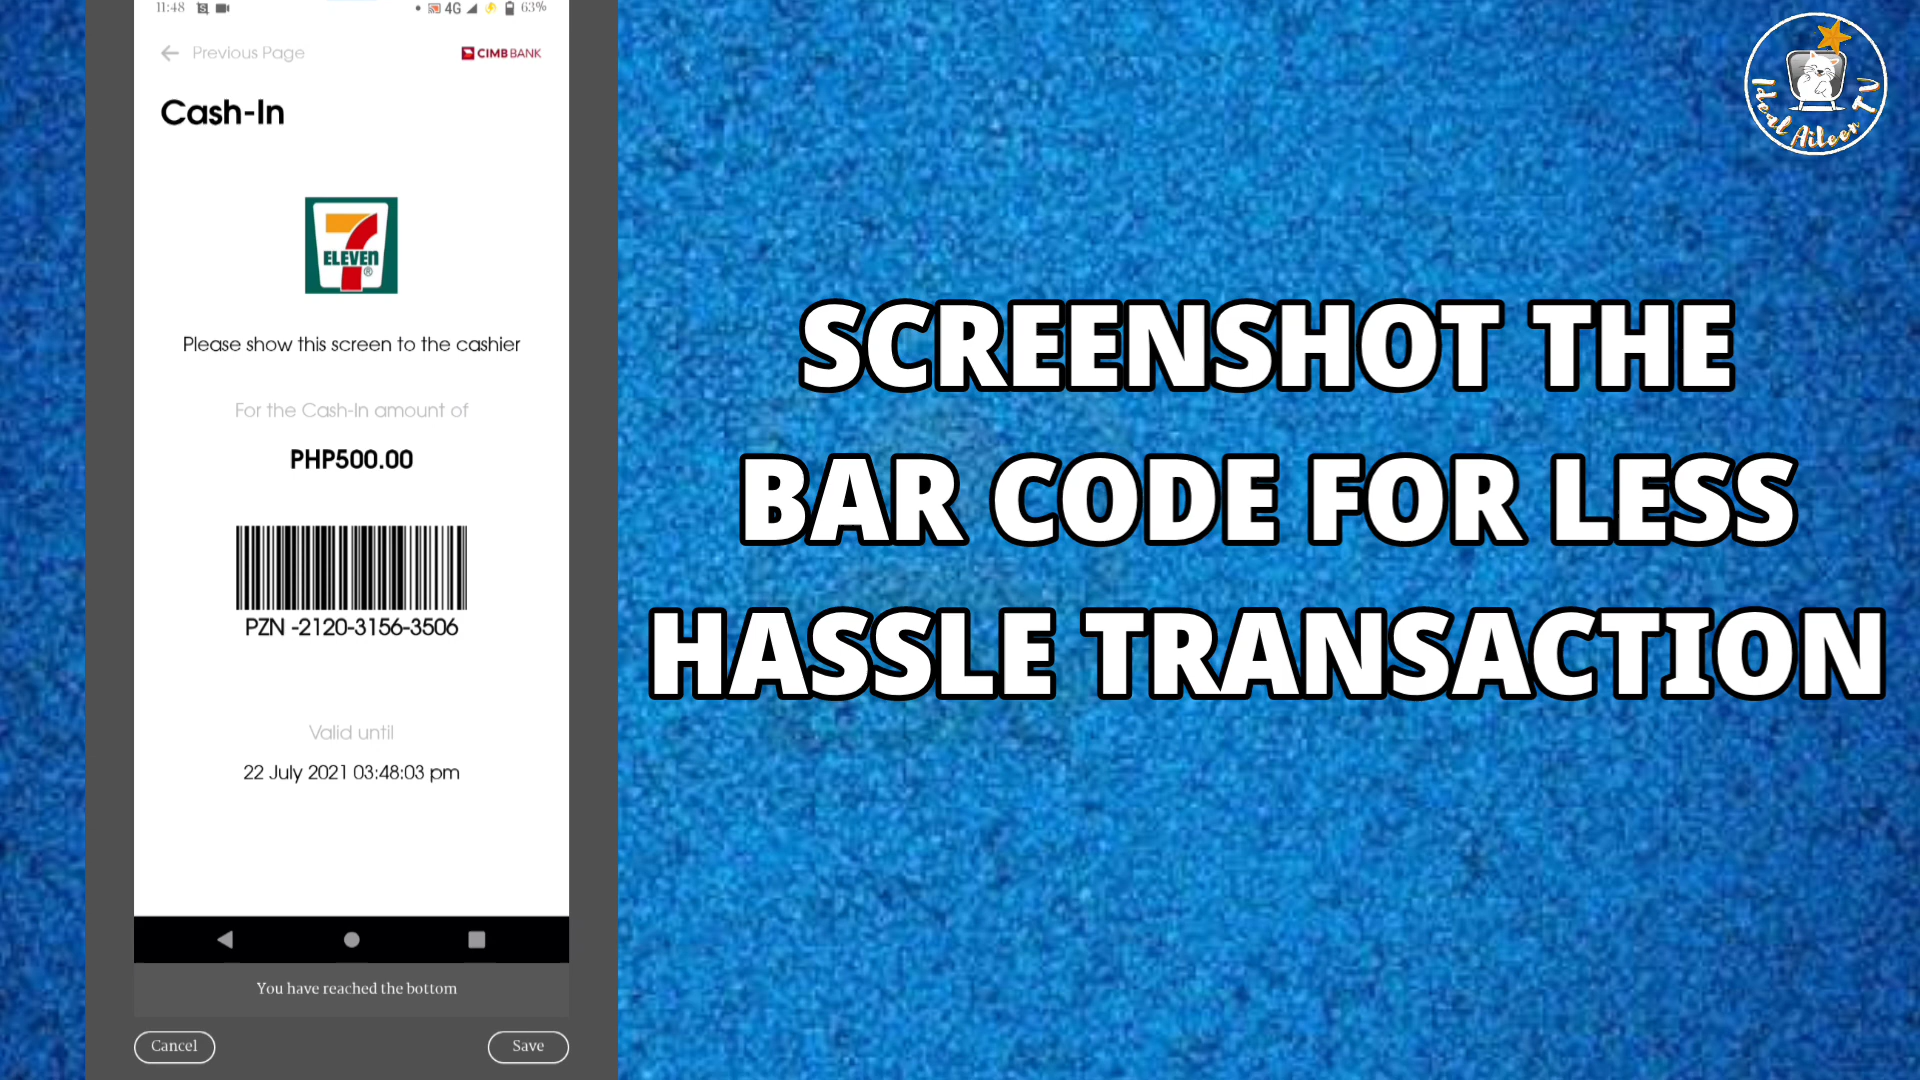 11:48
4G
63%
Previous Page
CIMB BANK
Cash-In
7
ELEVEN
®
Please show this screen to the cashier
For the Cash-In amount of
PHP500.00
PZN -2120-3156-3506
Valid until
22 July 2021 03:48:03 pm
You have reached the bottom
Cancel
Save
SCREENSHOT THE
BAR CODE FOR LESS
HASSLE TRANSACTION
Ideal Aileen TV